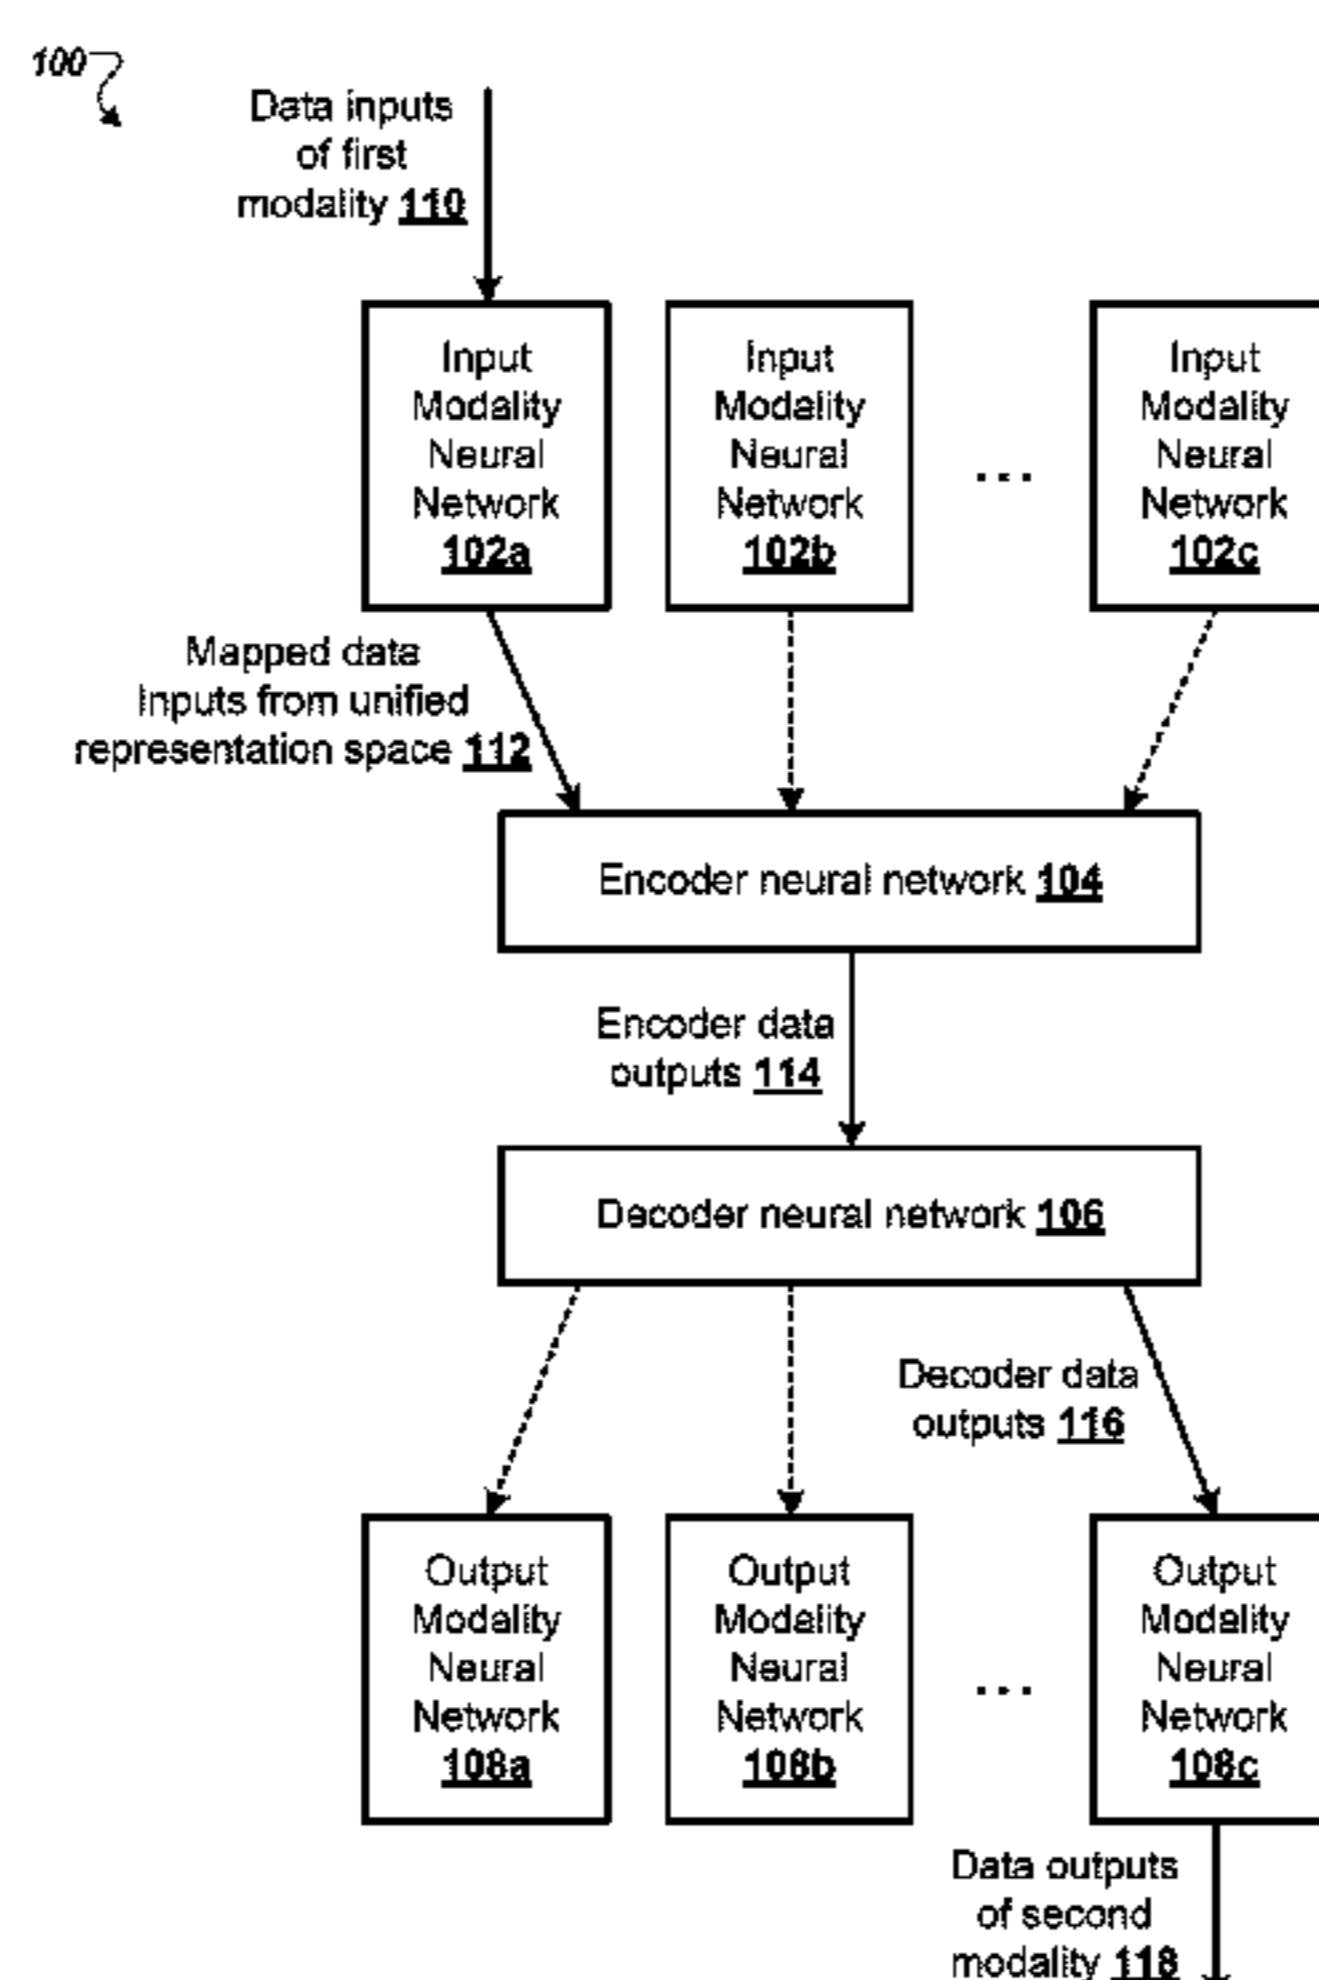 100
Data inputs
of first
modality 110
Input
Modality
Neural
Network
102a
Input
Modality
Neural
Network
102b
...
Input
Modality
Neural
Network
102c
Mapped data
Inputs from unified
representation space 112
Encoder neural network 104
Encoder data
outputs 114
Decoder neural network 106
Decoder data
outputs 116
Output
Modality
Neural
Network
108a
Output
Modality
Neural
Network
108b
...
Output
Modality
Neural
Network
108c
Data outputs
of second
modality 118